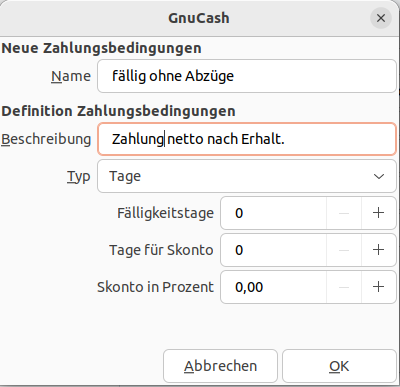 GnuCash
Neue Zahlungsbedingungen
Name fällig ohne Abzüge
Definition Zahlungsbedingungen
Beschreibung Zahlung netto nach Erhalt.
Typ Tage
Fälligkeitstage 0
Tage für Skonto 0
Skonto in Prozent 0,00
Abbrechen OK